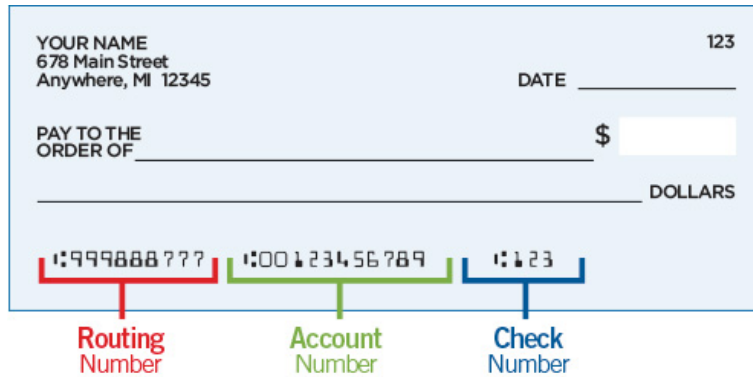 YOUR NAME 123
678 Main Street
Anywhere, MI 12345
DATE
PAY TO THE
ORDER OF
$
DOLLARS
⑆999888777 ⑆00123456789 ⑆123
Routing Account Check
Number Number Number